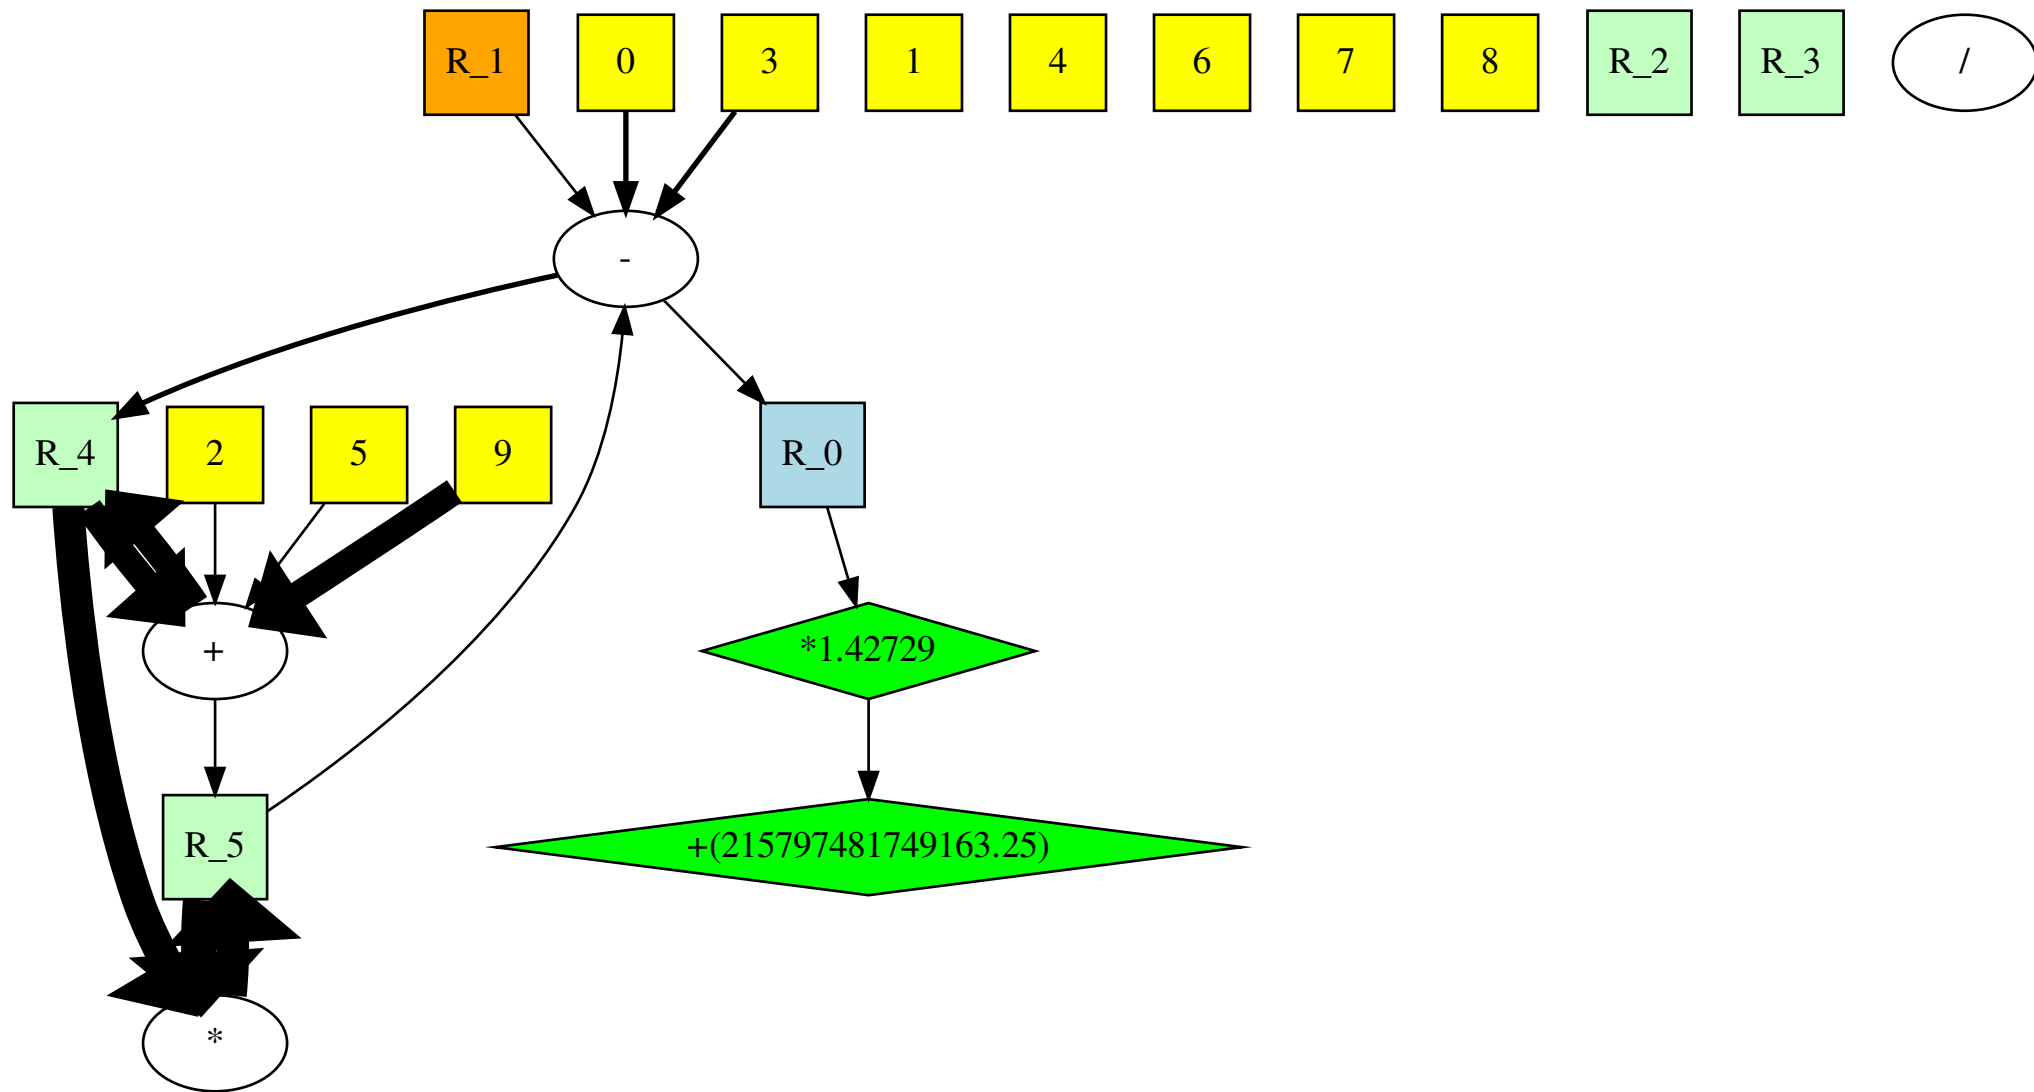 R_1 0 3 1 4 6 7 8 R_2 R_3 /
-
R_4 2 5 9 R_0
+ *1.42729
R_5 +(215797481749163.25)
*